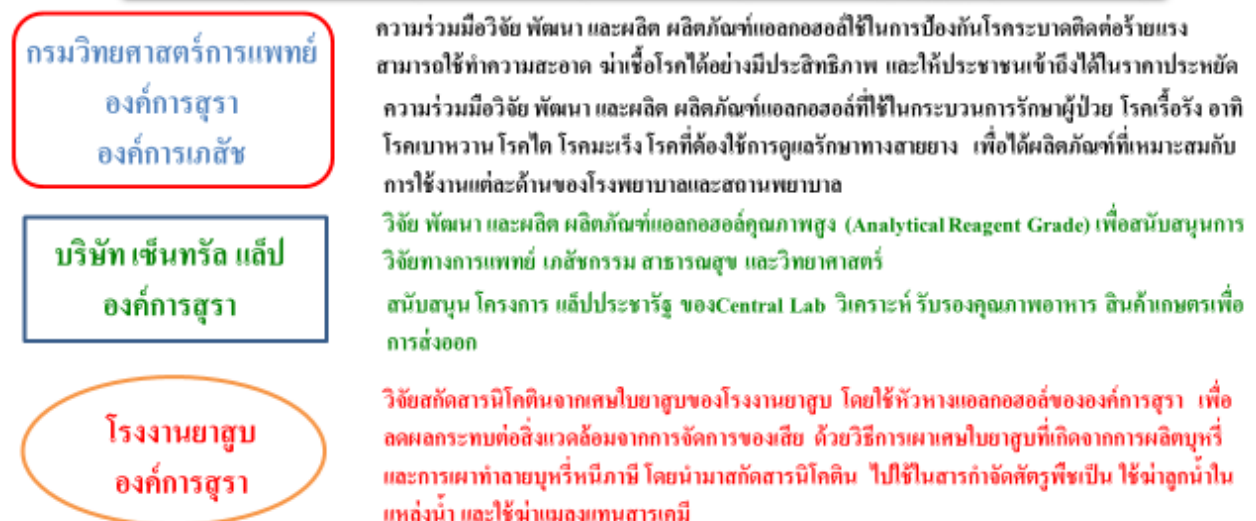 กรมวิทยศาสตร์การแพทย์
องค์การสุรา
องค์การเภสัช
ความร่วมมือวิจัย พัฒนา และผลิต ผลิตภัณฑ์แอลกอฮอล์ใช้ในการป้องกันโรคระบาดติดต่อร้ายแรง
สามารถใช้ทำความสะอาด ฆ่าเชื้อโรคได้อย่างมีประสิทธิภาพ และให้ประชาชนเข้าถึงได้ในราคาประหยัด
ความร่วมมือวิจัย พัฒนา และผลิต ผลิตภัณฑ์แอลกอฮอล์ที่ใช้ในกระบวนการรักษาผู้ป่วย โรคเรื้อรัง อาทิ
โรคเบาหวาน โรคไต โรคมะเร็ง โรคที่ต้องใช้การดูแลรักษาทางสายยาง เพื่อได้ผลิตภัณฑ์ที่เหมาะสมกับ
การใช้งานแต่ละด้านของโรงพยาบาลและสถานพยาบาล
บริษัท เซ็นทรัล แล็ป
องค์การสุรา
วิจัย พัฒนา และผลิต ผลิตภัณฑ์แอลกอฮอล์คุณภาพสูง (Analytical Reagent Grade) เพื่อสนับสนุนการ
วิจัยทางการแพทย์ เภสัชกรรม สาธารณสุข และวิทยาศาสตร์
สนับสนุน โครงการ แล็ปประชารัฐ ของCentral Lab วิเคราะห์ รับรองคุณภาพอาหาร สินค้าเกษตรเพื่อ
การส่งออก
โรงงานยาสูบ
องค์การสุรา
วิจัยสกัดสารนิโคตินจากเศษใบยาสูบของโรงงานยาสูบ โดยใช้หัวหางแอลกอฮอล์ขององค์การสุรา เพื่อ
ลดผลกระทบต่อสิ่งแวดล้อมจากการจัดการของเสีย ด้วยวิธีการเผาเศษใบยาสูบที่เกิดจากการผลิตบุหรี่
และการเผาทำลายบุหรี่หนีภาษี โดยนำมาสกัดสารนิโคติน ไปใช้ในสารกำจัดศัตรูพืชเป็น ใช้ฆ่าลูกน้ำใน
แหล่งน้ำ และใช้ฆ่าแมลงแทนสารเคมี